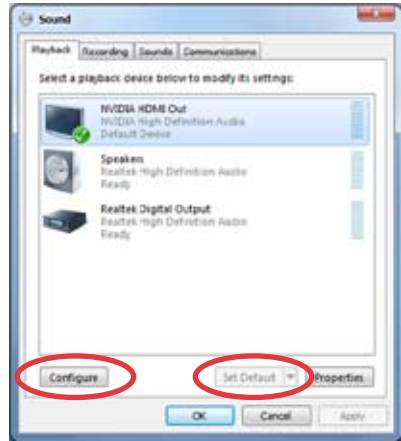 Sound
Playback Recording Sounds Communications
Select a playback device below to modify its settings:
NVIDIA HDMI Out
NVIDIA High Definition Audio
Default Device
Speakers
Realtek High Definition Audio
Ready
Realtek Digital Output
Realtek High Definition Audio
Ready
Configure Set Default Properties
OK Cancel Apply